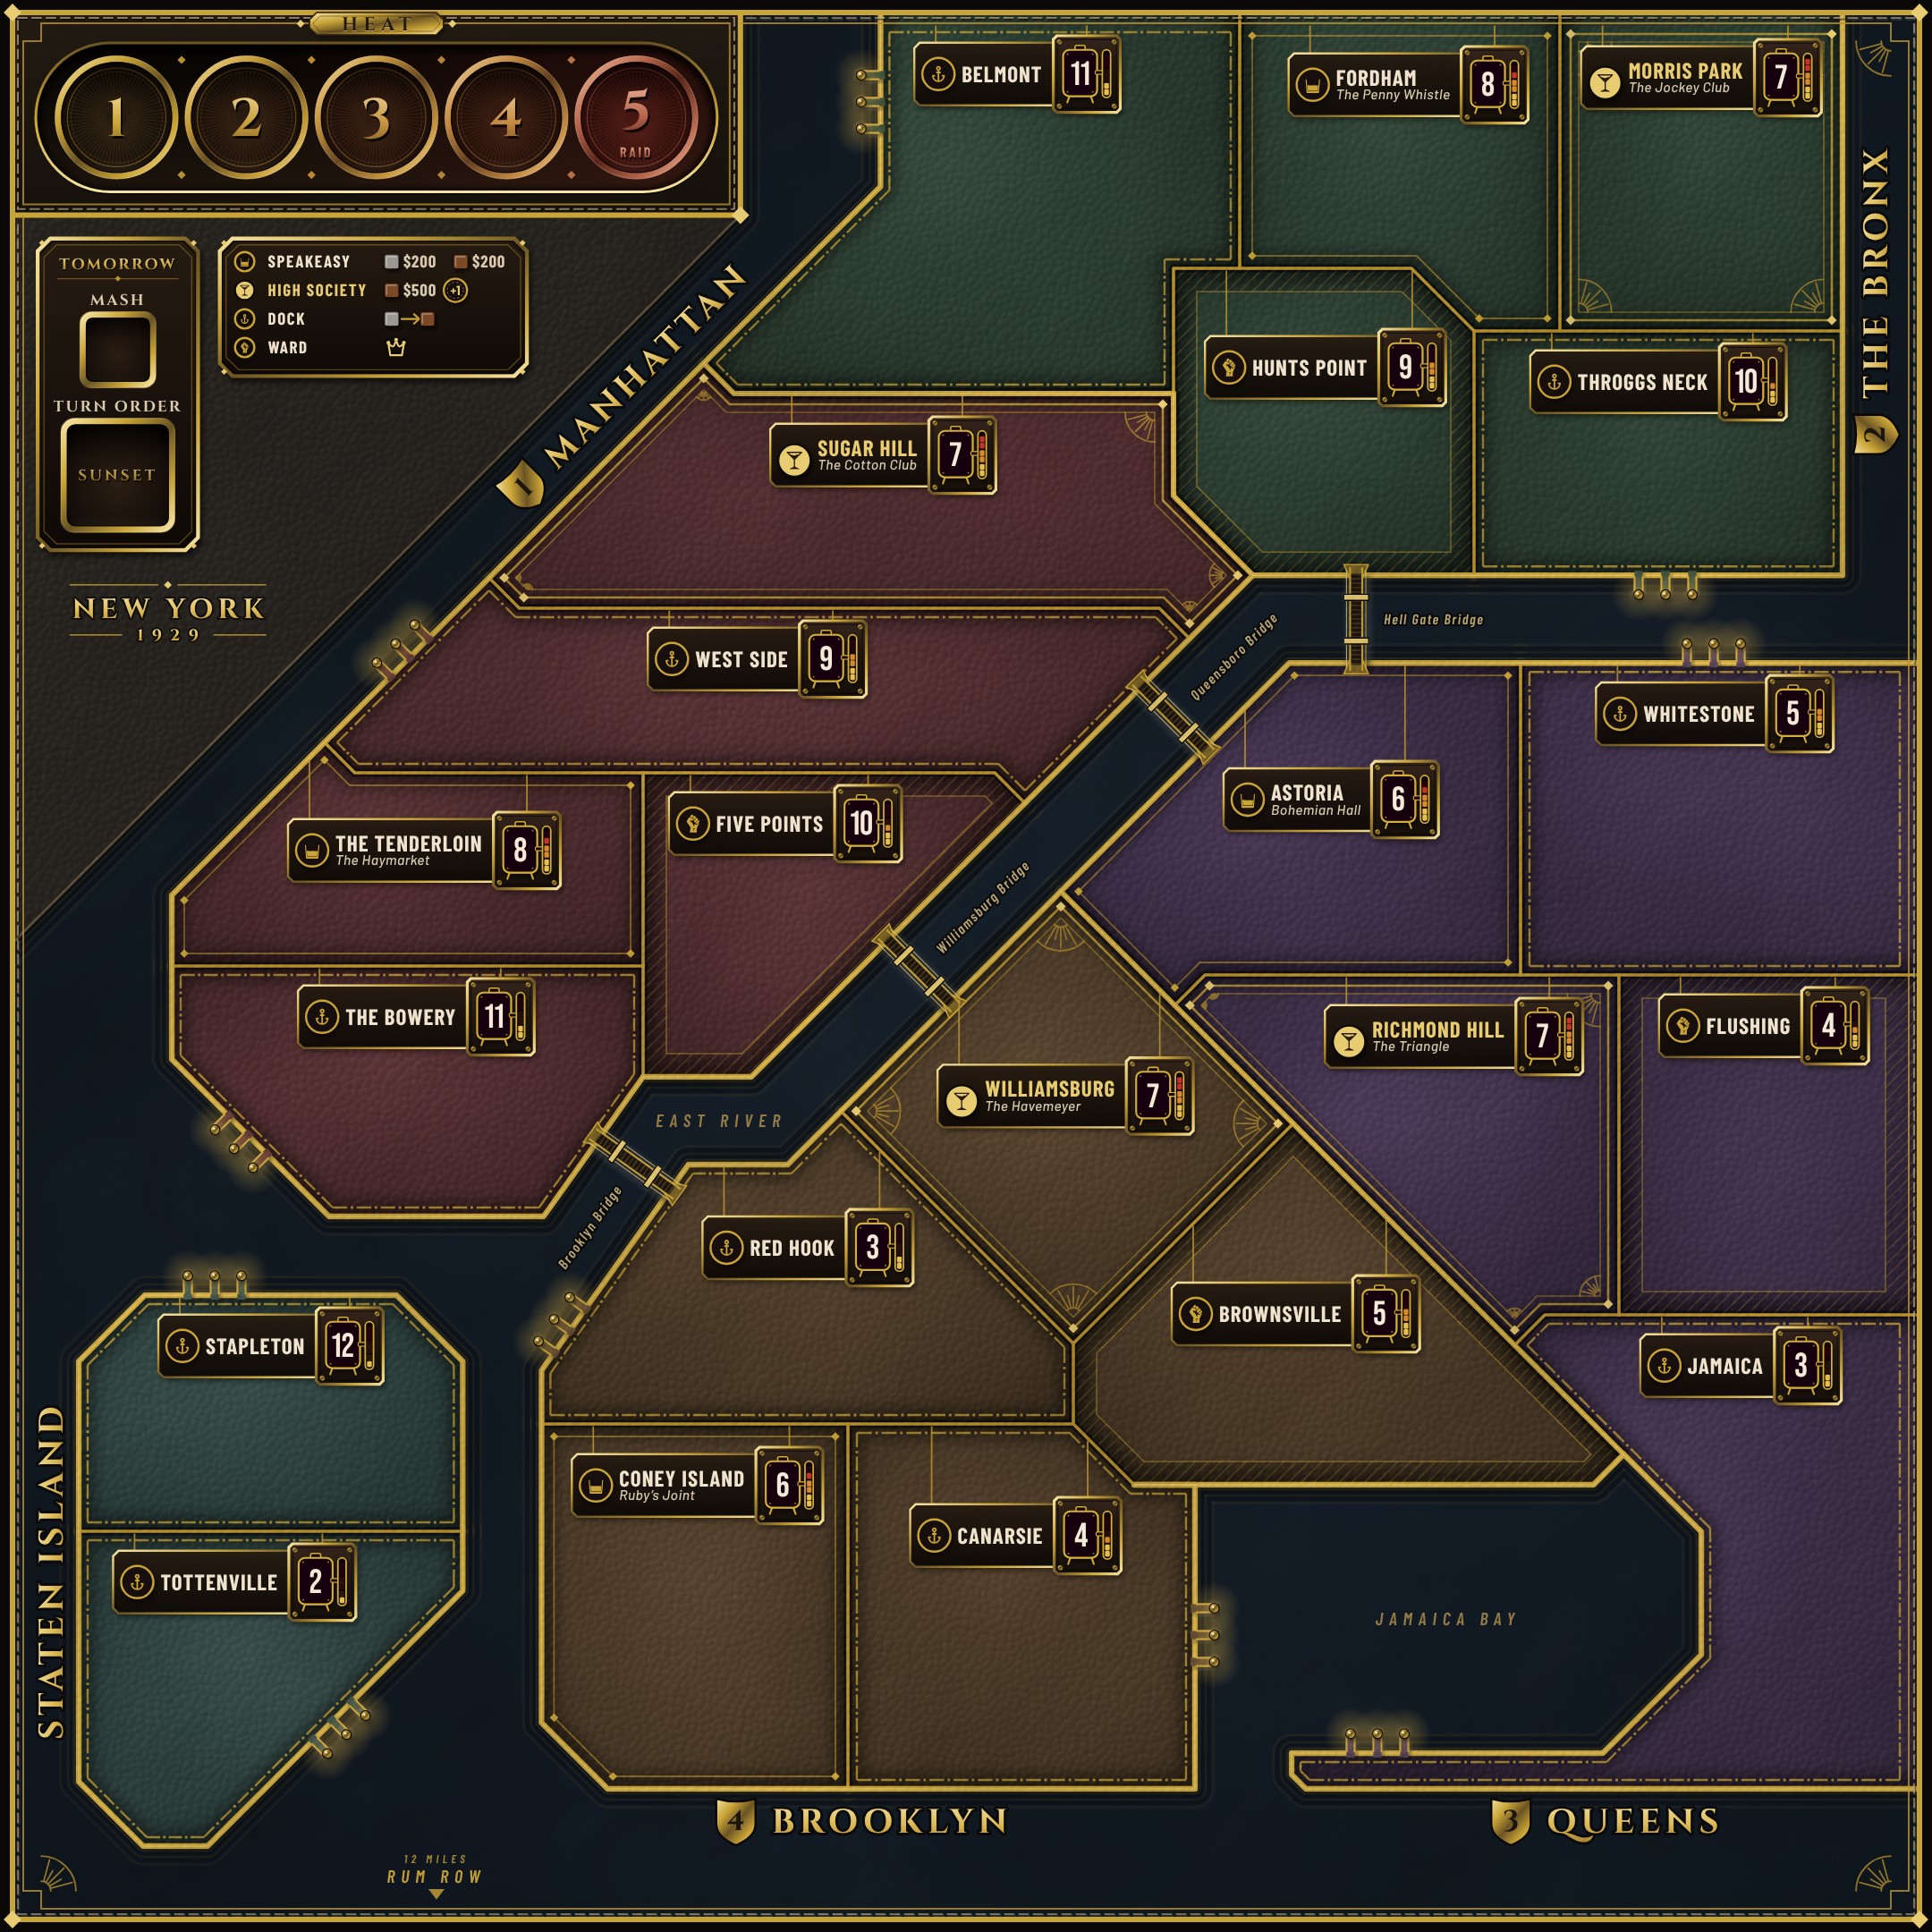 HEAT
1 2 3 4 5
RAID
TOMORROW
MASH
TURN ORDER
SUNSET
SPEAKEASY $200 $200
HIGH SOCIETY $500 +1
DOCK
WARD
NEW YORK
1929
1 MANHATTAN
2 THE BRONX
BELMONT 11
FORDHAM 8
The Penny Whistle
MORRIS PARK 7
The Jockey Club
HUNTS POINT 9
THROGGS NECK 10
SUGAR HILL 7
The Cotton Club
WEST SIDE 9
Queensboro Bridge
Hell Gate Bridge
WHITESTONE 5
ASTORIA 6
Bohemian Hall
THE TENDERLOIN 8
The Haymarket
FIVE POINTS 10
Williamsburg Bridge
THE BOWERY 11
RICHMOND HILL 7
The Triangle
FLUSHING 4
WILLIAMSBURG 7
The Havemeyer
EAST RIVER
Brooklyn Bridge
RED HOOK 3
BROWNSVILLE 5
STAPLETON 12
JAMAICA 3
STATEN ISLAND
CONEY ISLAND 6
Ruby's Joint
CANARSIE 4
TOTTENVILLE 2
JAMAICA BAY
4 BROOKLYN
3 QUEENS
12 MILES
RUM ROW